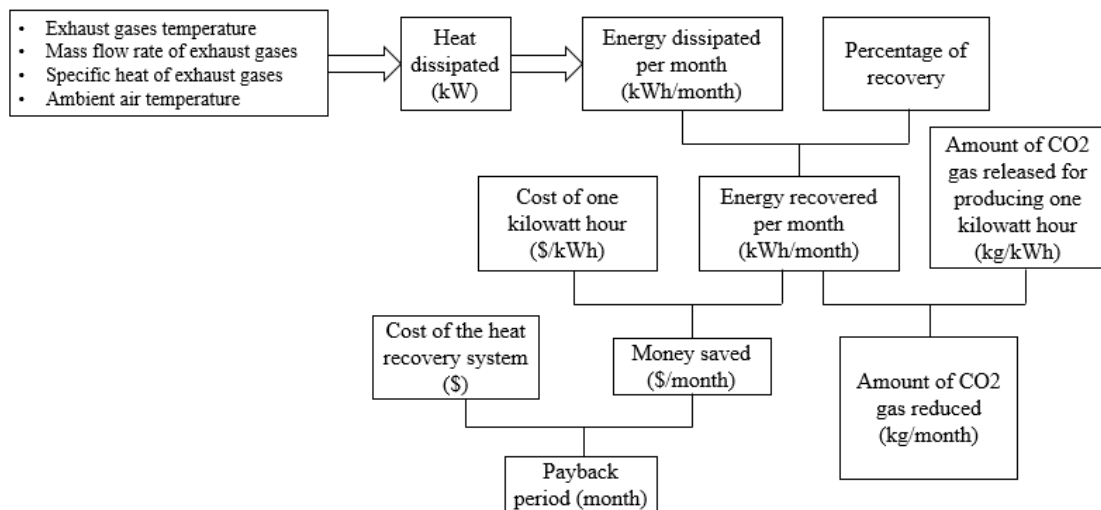 • Exhaust gases temperature
• Mass flow rate of exhaust gases
• Specific heat of exhaust gases
• Ambient air temperature
Heat
dissipated
(kW)
Energy dissipated
per month
(kWh/month)
Percentage of
recovery
Cost of one
kilowatt hour
($/kWh)
Energy recovered
per month
(kWh/month)
Amount of CO2
gas released for
producing one
kilowatt hour
(kg/kWh)
Cost of the heat
recovery system
($)
Money saved
($/month)
Amount of CO2
gas reduced
(kg/month)
Payback
period (month)